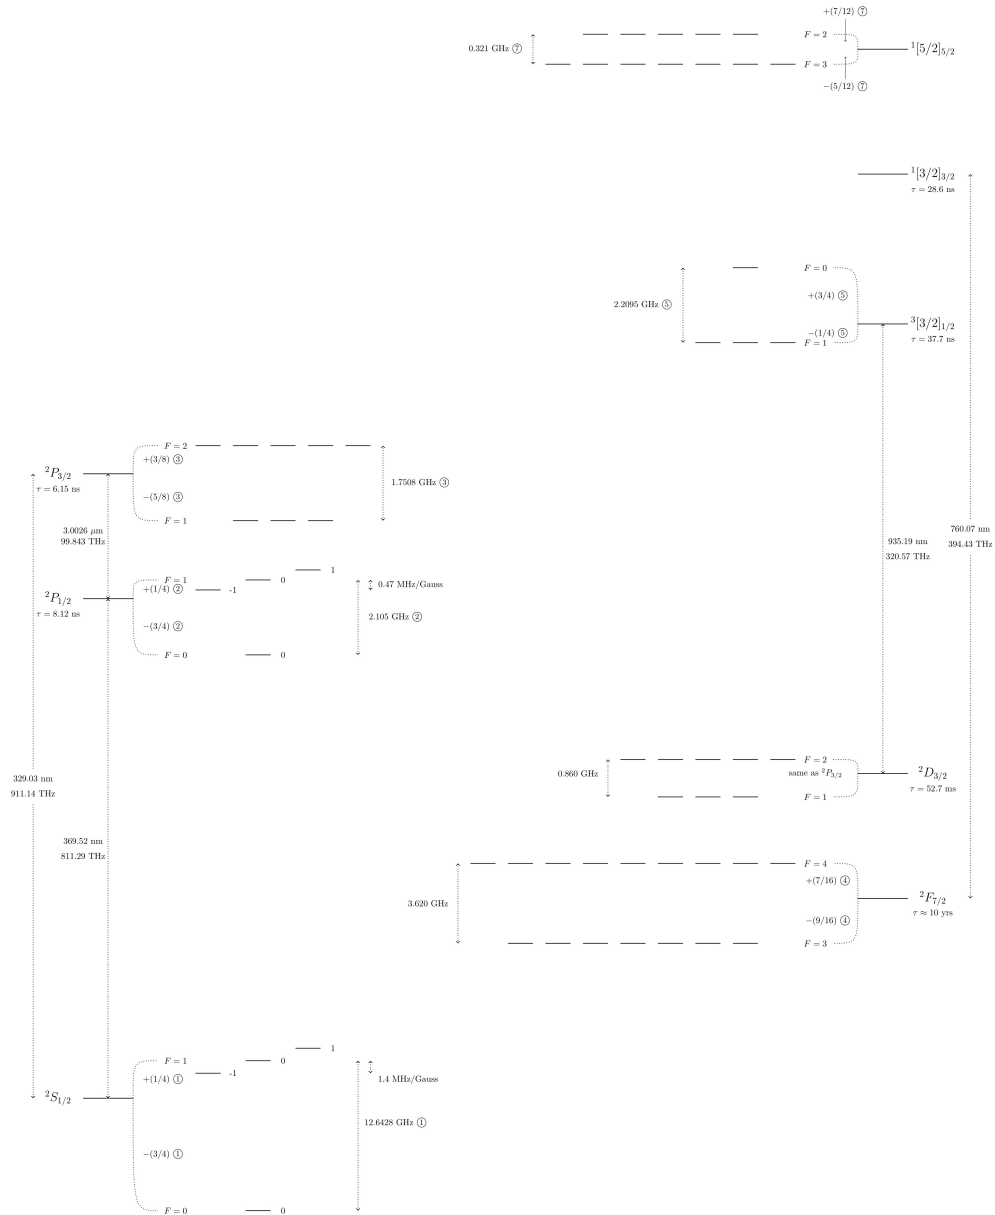 +(7/12) ⑦
F = 2
0.321 GHz ⑦
¹[5/2]₅/₂
F = 3
−(5/12) ⑦
¹[3/2]₃/₂
τ = 28.6 ns
F = 0
+(3/4) ⑤
2.2095 GHz ⑤
³[3/2]₁/₂
−(1/4) ⑤
F = 1
τ = 37.7 ns
F = 2
+(3/8) ③
²P₃/₂
1.7508 GHz ③
τ = 6.15 ns
−(5/8) ③
F = 1
3.0026 μm
99.843 THz
760.07 nm
394.43 THz
935.19 nm
320.57 THz
1
F = 1
0
+(1/4) ②
-1
0.47 MHz/Gauss
²P₁/₂
τ = 8.12 ns
2.105 GHz ②
−(3/4) ②
F = 0
0
F = 2
0.860 GHz
same as ²P₃/₂
²D₃/₂
τ = 52.7 ms
F = 1
329.03 nm
911.14 THz
369.52 nm
811.29 THz
F = 4
+(7/16) ④
3.620 GHz
²F₇/₂
τ ≈ 10 yrs
−(9/16) ④
F = 3
1
F = 1
0
+(1/4) ①
-1
1.4 MHz/Gauss
²S₁/₂
12.6428 GHz ①
−(3/4) ①
F = 0
0